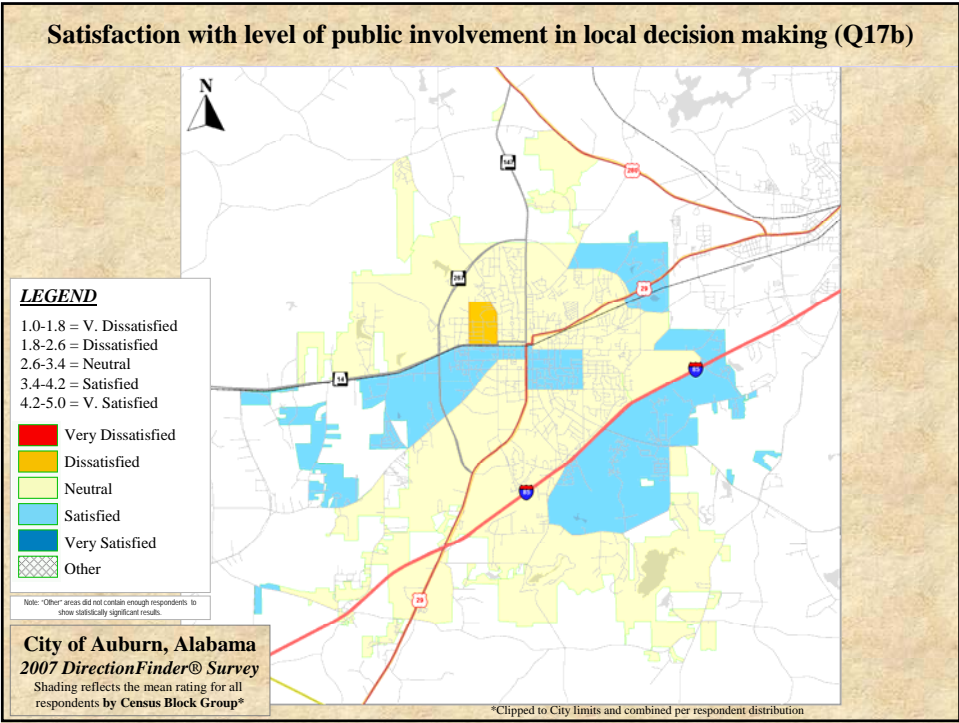 Satisfaction with level of public involvement in local decision making (Q17b)
N
147
280
267
29
14
85
85
29
LEGEND
1.0-1.8 = V. Dissatisfied
1.8-2.6 = Dissatisfied
2.6-3.4 = Neutral
3.4-4.2 = Satisfied
4.2-5.0 = V. Satisfied
Very Dissatisfied
Dissatisfied
Neutral
Satisfied
Very Satisfied
Other
Note: "Other" areas did not contain enough respondents to
show statistically significant results.
City of Auburn, Alabama
2007 DirectionFinder® Survey
Shading reflects the mean rating for all
respondents by Census Block Group*
*Clipped to City limits and combined per respondent distribution